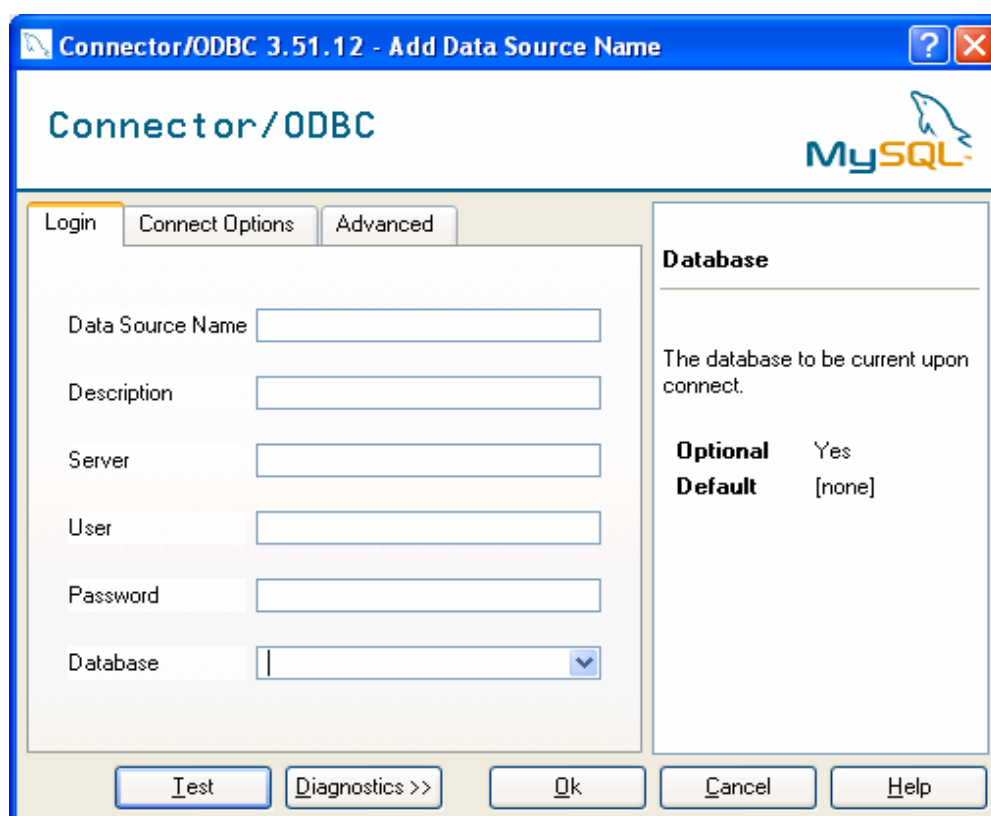 Connector/ODBC 3.51.12 - Add Data Source Name
?
Connector/ODBC
MySQL
Login
Connect Options
Advanced
Data Source Name
Description
Server
User
Password
Database
Database
The database to be current upon
connect.
Optional Yes
Default [none]
Test
Diagnostics >>
Ok
Cancel
Help